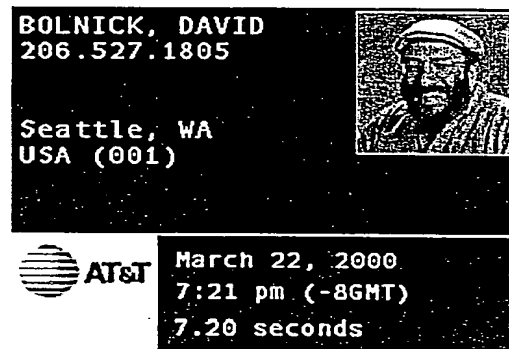 BOLNICK, DAVID
206.527.1805
Seattle, WA
USA (001)
AT&T
March 22, 2000
7:21 pm (-8GMT)
7.20 seconds